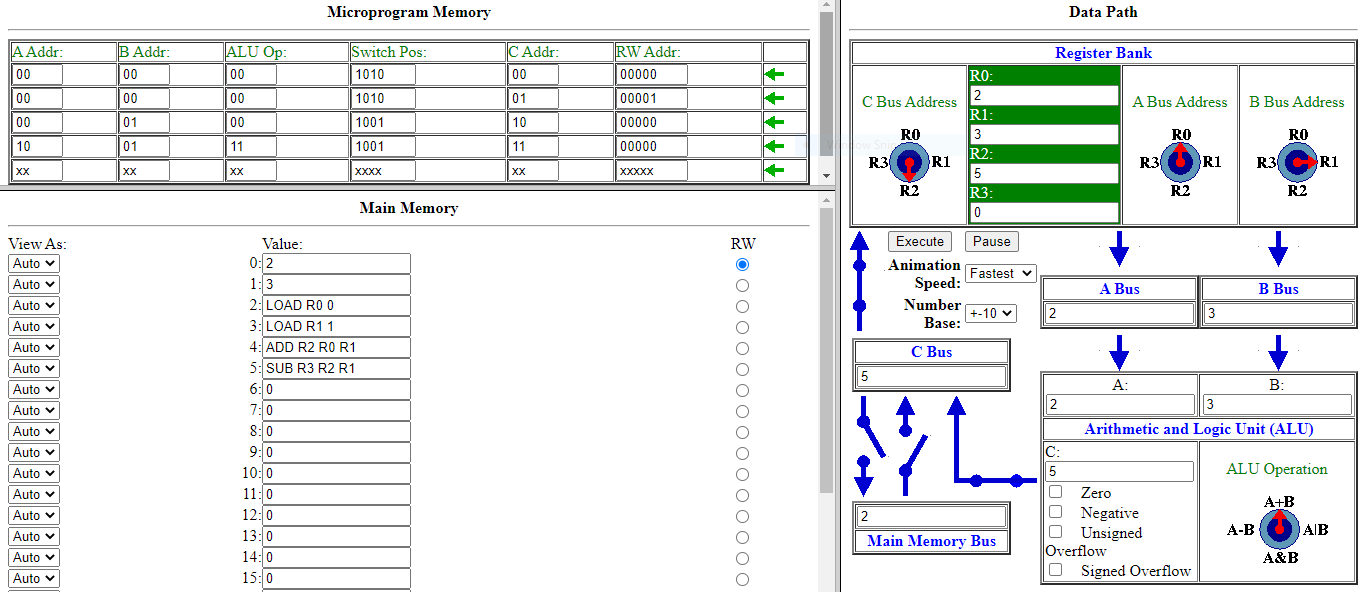 Microprogram Memory
A Addr: B Addr: ALU Op: Switch Pos: C Addr: RW Addr:
00 00 00 1010 00 00000
00 00 00 1010 01 00001
00 01 00 1001 10 00000
10 01 11 1001 11 00000
xx xx xx xxxx xx xxxxx
Main Memory
View As: Value: RW
Auto 0: 2
Auto 1: 3
Auto 2: LOAD R0 0
Auto 3: LOAD R1 1
Auto 4: ADD R2 R0 R1
Auto 5: SUB R3 R2 R1
Auto 6: 0
Auto 7: 0
Auto 8: 0
Auto 9: 0
Auto 10: 0
Auto 11: 0
Auto 12: 0
Auto 13: 0
Auto 14: 0
Auto 15: 0
Data Path
Register Bank
C Bus Address
R0
R3 R1
R2
R0:
2
R1:
3
R2:
5
R3:
0
A Bus Address
R0
R3 R1
R2
B Bus Address
R0
R3 R1
R2
Execute Pause
Animation
Speed: Fastest
Number
Base: +-10
A Bus
2
B Bus
3
C Bus
5
A: B:
2 3
Arithmetic and Logic Unit (ALU)
C:
5
Zero
Negative
Unsigned
Overflow
Signed Overflow
ALU Operation
A+B
A-B A|B
A&B
2
Main Memory Bus